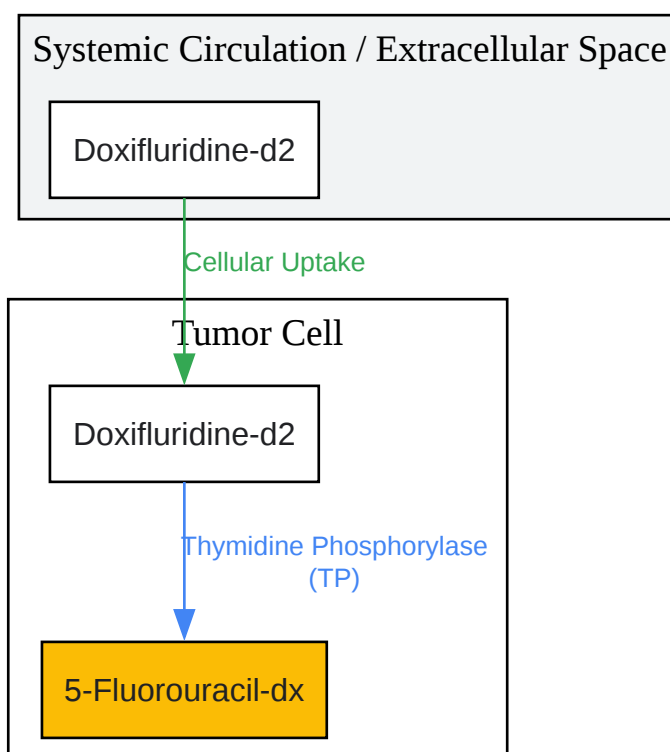 Systemic Circulation / Extracellular Space
Doxifluridine-d2
Cellular Uptake
Tumor Cell
Doxifluridine-d2
Thymidine Phosphorylase
(TP)
5-Fluorouracil-dx